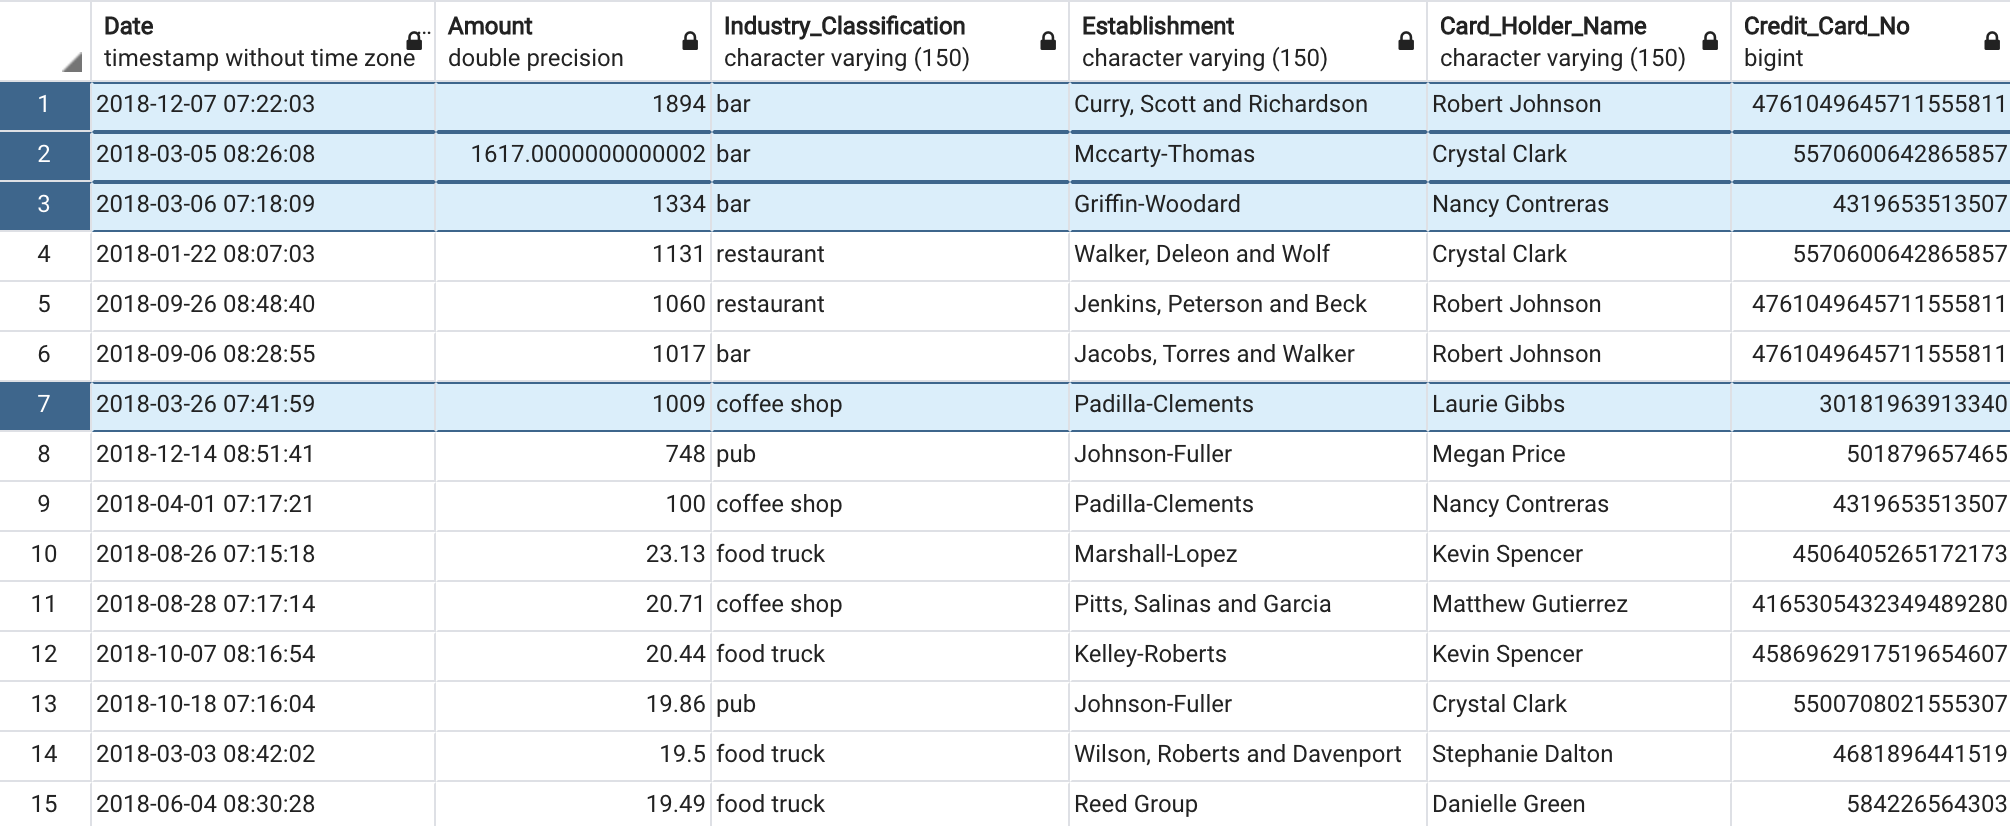 Date Amount Industry_Classification Establishment Card_Holder_Name Credit_Card_No
timestamp without time zone double precision character varying (150) character varying (150) character varying (150) bigint
1 2018-12-07 07:22:03 1894 bar Curry, Scott and Richardson Robert Johnson 4761049645711555811
2 2018-03-05 08:26:08 1617.0000000000002 bar Mccarty-Thomas Crystal Clark 5570600642865857
3 2018-03-06 07:18:09 1334 bar Griffin-Woodard Nancy Contreras 4319653513507
4 2018-01-22 08:07:03 1131 restaurant Walker, Deleon and Wolf Crystal Clark 5570600642865857
5 2018-09-26 08:48:40 1060 restaurant Jenkins, Peterson and Beck Robert Johnson 4761049645711555811
6 2018-09-06 08:28:55 1017 bar Jacobs, Torres and Walker Robert Johnson 4761049645711555811
7 2018-03-26 07:41:59 1009 coffee shop Padilla-Clements Laurie Gibbs 30181963913340
8 2018-12-14 08:51:41 748 pub Johnson-Fuller Megan Price 501879657465
9 2018-04-01 07:17:21 100 coffee shop Padilla-Clements Nancy Contreras 4319653513507
10 2018-08-26 07:15:18 23.13 food truck Marshall-Lopez Kevin Spencer 4506405265172173
11 2018-08-28 07:17:14 20.71 coffee shop Pitts, Salinas and Garcia Matthew Gutierrez 4165305432349489280
12 2018-10-07 08:16:54 20.44 food truck Kelley-Roberts Kevin Spencer 4586962917519654607
13 2018-10-18 07:16:04 19.86 pub Johnson-Fuller Crystal Clark 5500708021555307
14 2018-03-03 08:42:02 19.5 food truck Wilson, Roberts and Davenport Stephanie Dalton 4681896441519
15 2018-06-04 08:30:28 19.49 food truck Reed Group Danielle Green 584226564303